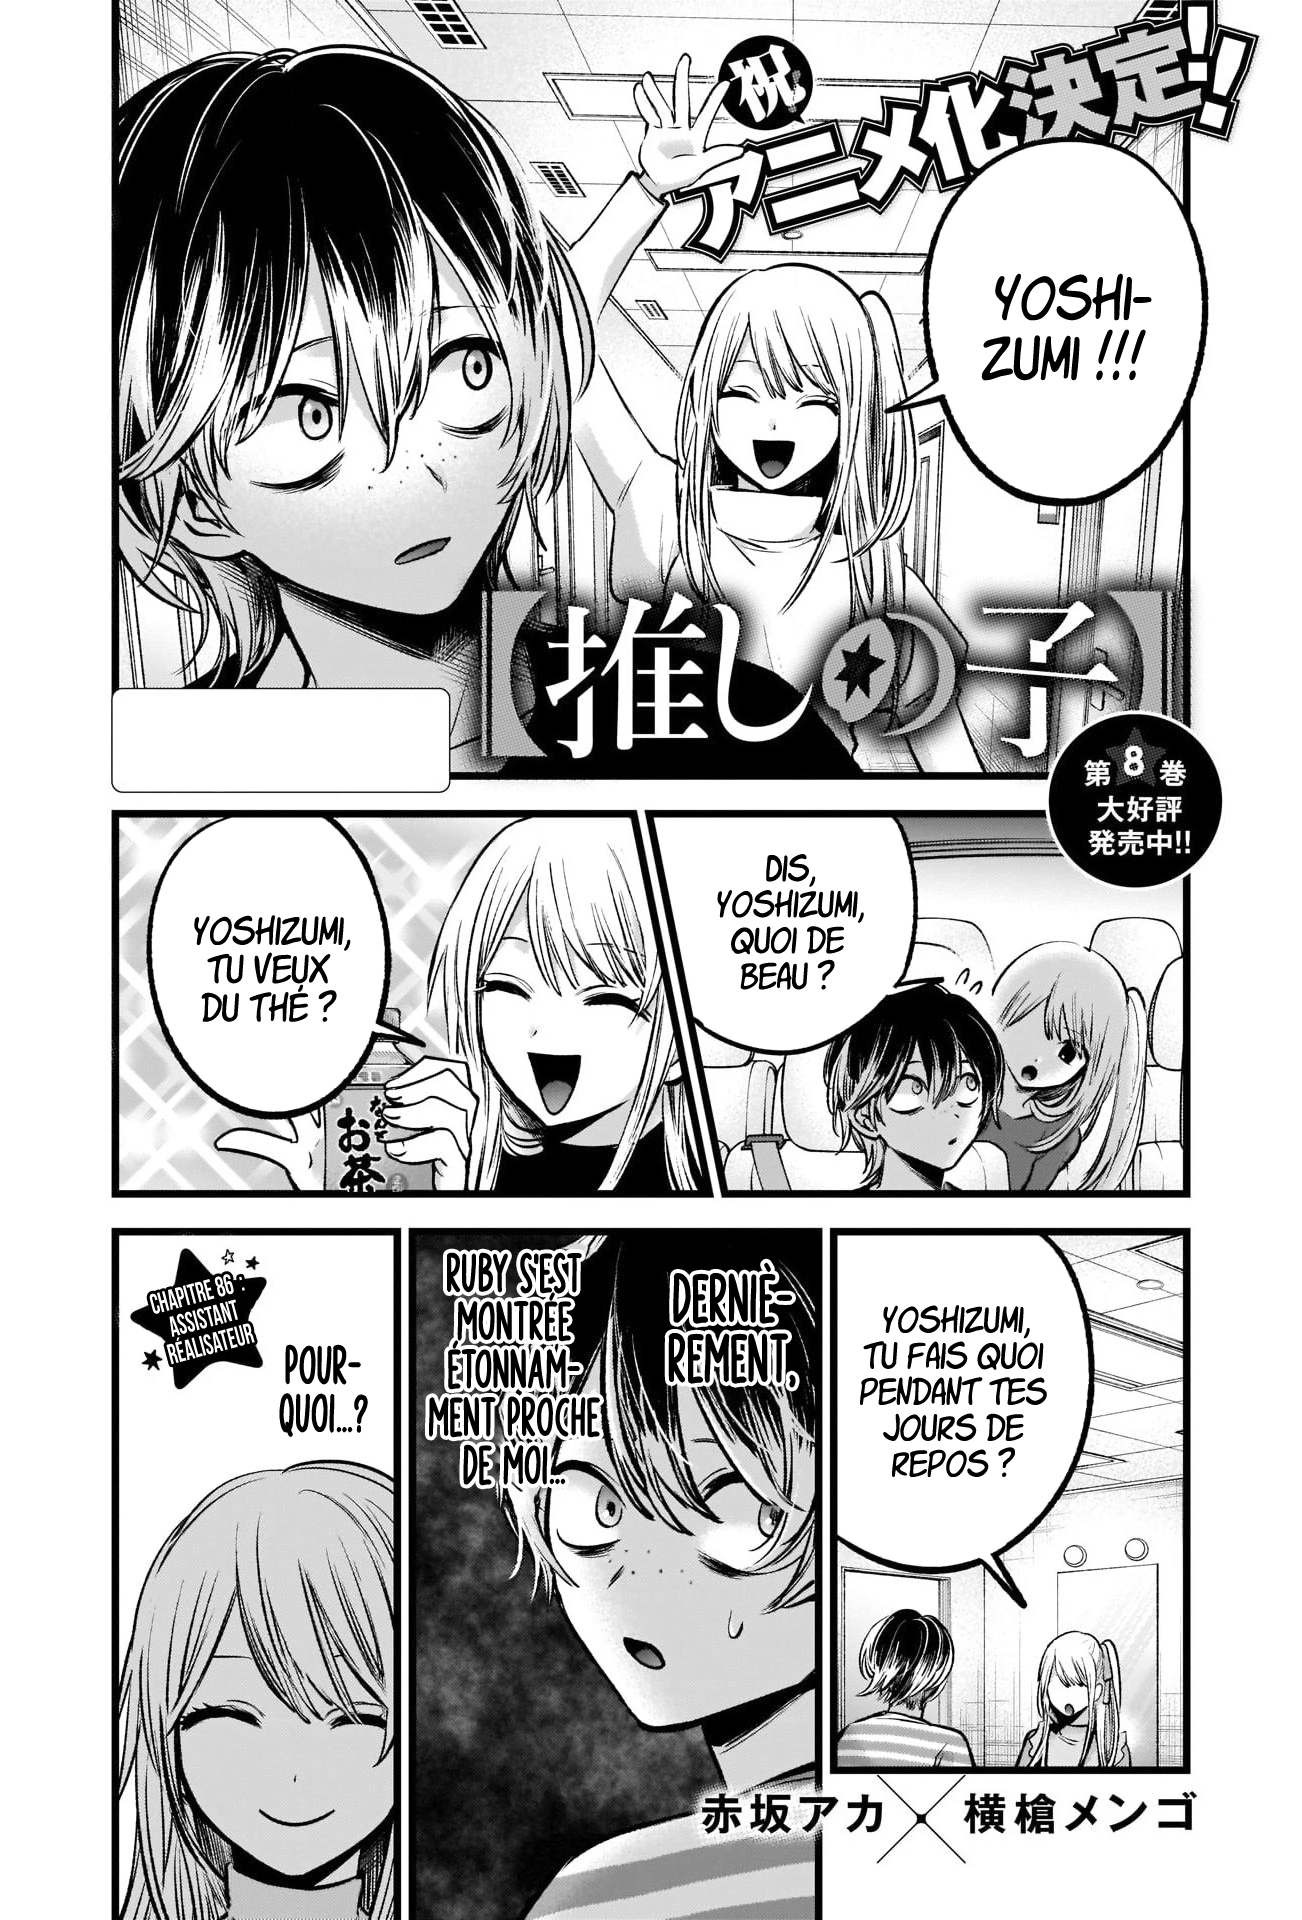 祝
アニメ化決定!!
YOSHI-
ZUMI !!!
【推しの子】
第8巻
大好評
発売中!!
DIS,
YOSHIZUMI,
QUOI DE
BEAU ?
YOSHIZUMI,
TU VEUX
DU THÉ ?
なんで
お茶
YOSHIZUMI,
TU FAIS QUOI
PENDANT TES
JOURS DE
REPOS ?
DERNIÈ-
REMENT,
RUBY S'EST
MONTRÉE
ÉTONNAM-
MENT PROCHE
DE MOI...
CHAPITRE 86 :
ASSISTANT
RÉALISATEUR
POUR-
QUOI...?
赤坂アカ×横槍メンゴ